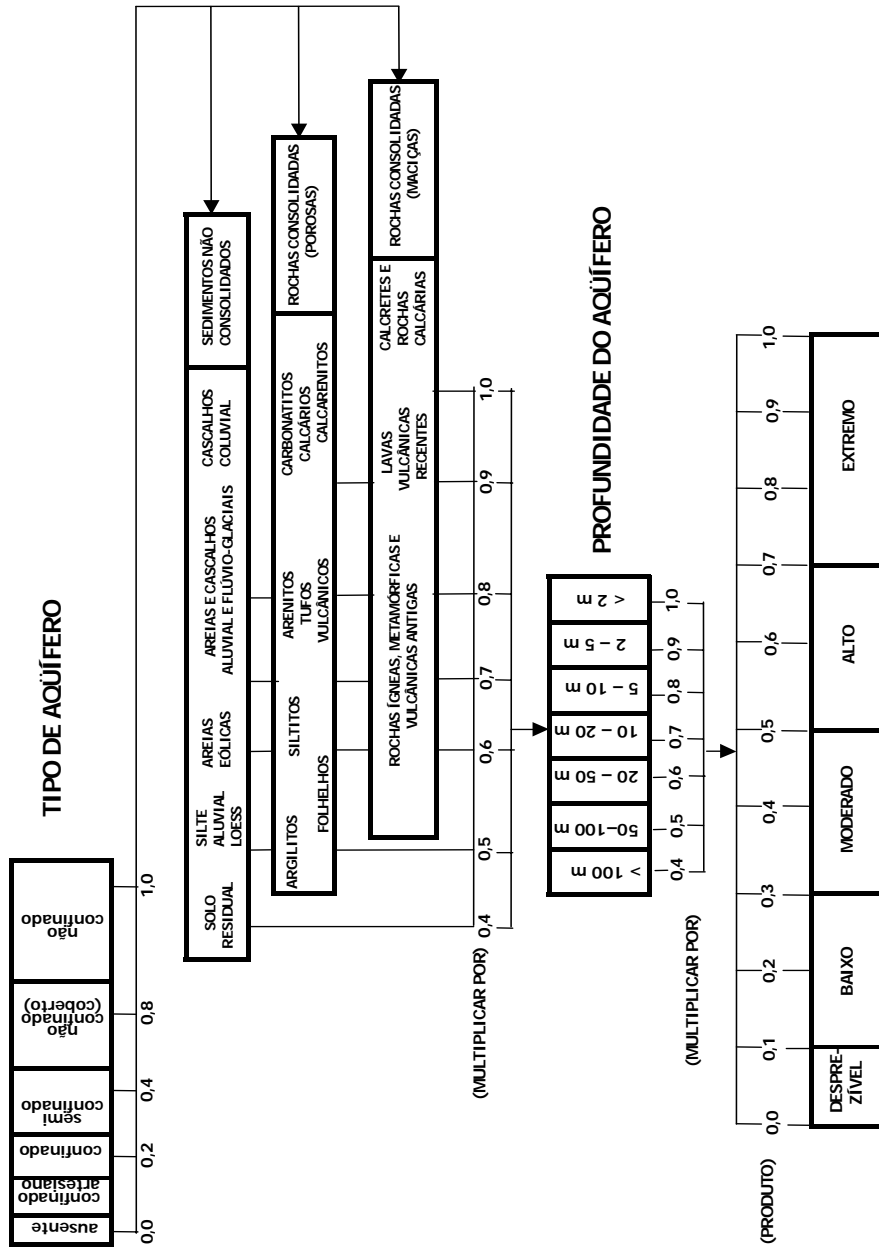 TIPO DE AQÜÍFERO
ausente
confinado
artesiano
confinado
semi
confinado
não
confinado
(coberto)
não
confinado
0,0
0,2
0,4
0,8
1,0
SOLO
RESIDUAL
SILTE
ALUVIAL
LOESS
AREIAS
EÓLICAS
AREIAS E CASCALHOS
ALUVIAL E FLÚVIO-GLACIAIS
CASCALHOS
COLUVIAL
SEDIMENTOS NÃO
CONSOLIDADOS
ARGILITOS
FOLHELHOS
SILTITOS
ARENITOS
TUFOS
VULCÂNICOS
CARBONATITOS
CALCÁRIOS
CALCARENITOS
ROCHAS CONSOLIDADAS
(POROSAS)
ROCHAS ÍGNEAS, METAMÓRFICAS E
VULCÂNICAS ANTIGAS
LAVAS
VULCÂNICAS
RECENTES
CALCRETES E
ROCHAS
CALCÁRIAS
ROCHAS CONSOLIDADAS
(MACIÇAS)
(MULTIPLICAR POR)
0,4
0,5
0,6
0,7
0,8
0,9
1,0
PROFUNDIDADE DO AQÜÍFERO
> 100 m
50–100 m
20 – 50 m
10 – 20 m
5 – 10 m
2 – 5 m
< 2 m
(MULTIPLICAR POR)
0,4
0,5
0,6
0,7
0,8
0,9
1,0
(PRODUTO)
0,0
0,1
0,2
0,3
0,4
0,5
0,6
0,7
0,8
0,9
1,0
DESPRE-
ZÍVEL
BAIXO
MODERADO
ALTO
EXTREMO